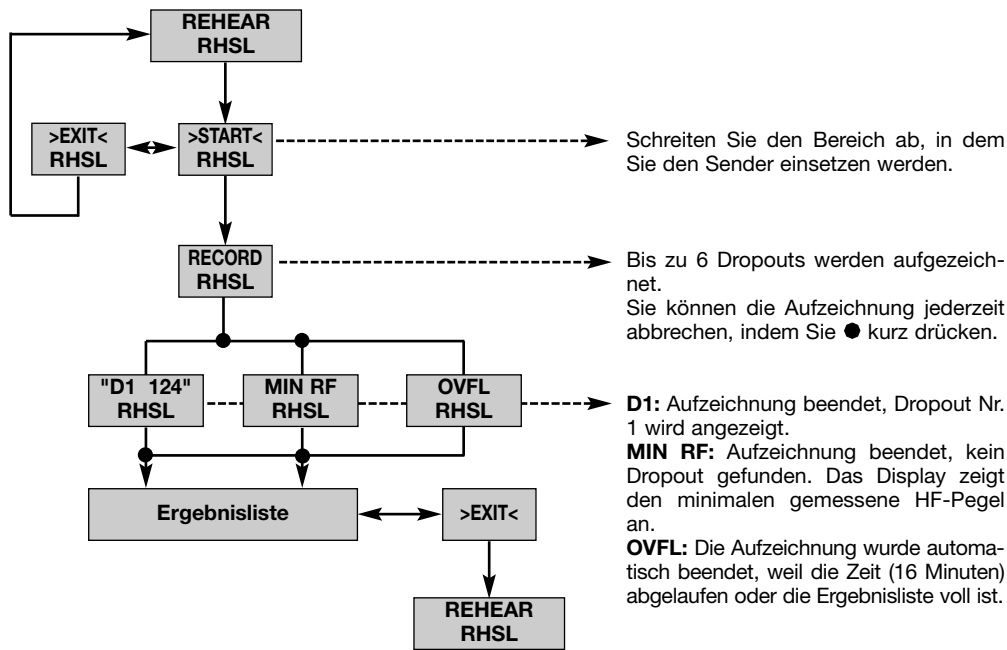 REHEAR
RHSL
>EXIT<
RHSL
>START<
RHSL
Schreiten Sie den Bereich ab, in dem
Sie den Sender einsetzen werden.
RECORD
RHSL
Bis zu 6 Dropouts werden aufgezeich-
net.
Sie können die Aufzeichnung jederzeit
abbrechen, indem Sie ● kurz drücken.
"D1 124"
RHSL
MIN RF
RHSL
OVFL
RHSL
D1: Aufzeichnung beendet, Dropout Nr.
1 wird angezeigt.
MIN RF: Aufzeichnung beendet, kein
Dropout gefunden. Das Display zeigt
den minimalen gemessene HF-Pegel
an.
OVFL: Die Aufzeichnung wurde automa-
tisch beendet, weil die Zeit (16 Minuten)
abgelaufen oder die Ergebnisliste voll ist.
Ergebnisliste
>EXIT<
REHEAR
RHSL